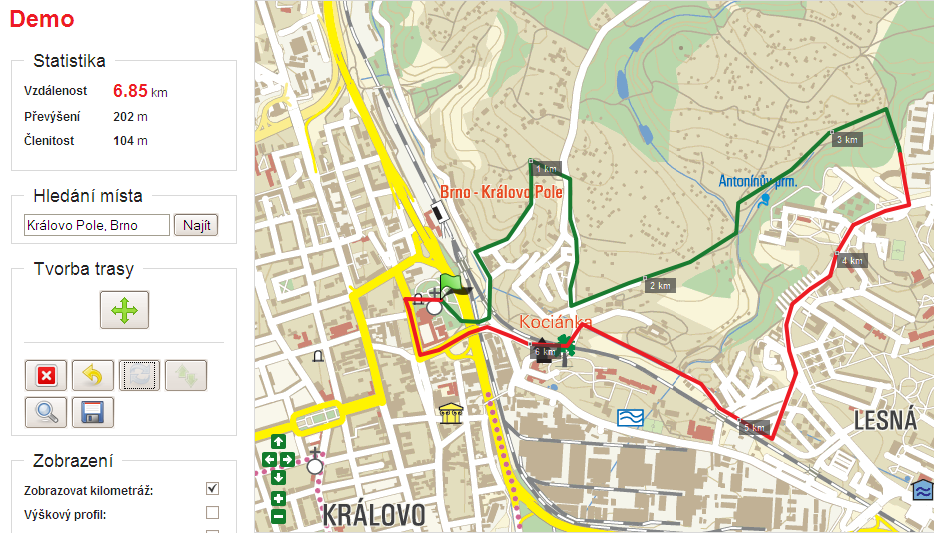 Demo
Statistika
Vzdálenost 6.85 km
Převýšení 202 m
Členitost 104 m
Hledání místa
Královo Pole, Brno Najít
Tvorba trasy
Zobrazení
Zobrazovat kilometráž:
Výškový profil:
3 km
1 km
Antonínův prm.
Brno - Královo Pole
4 km
2 km
Kociánka
6 km
5 km
LESNÁ
KRÁLOVO